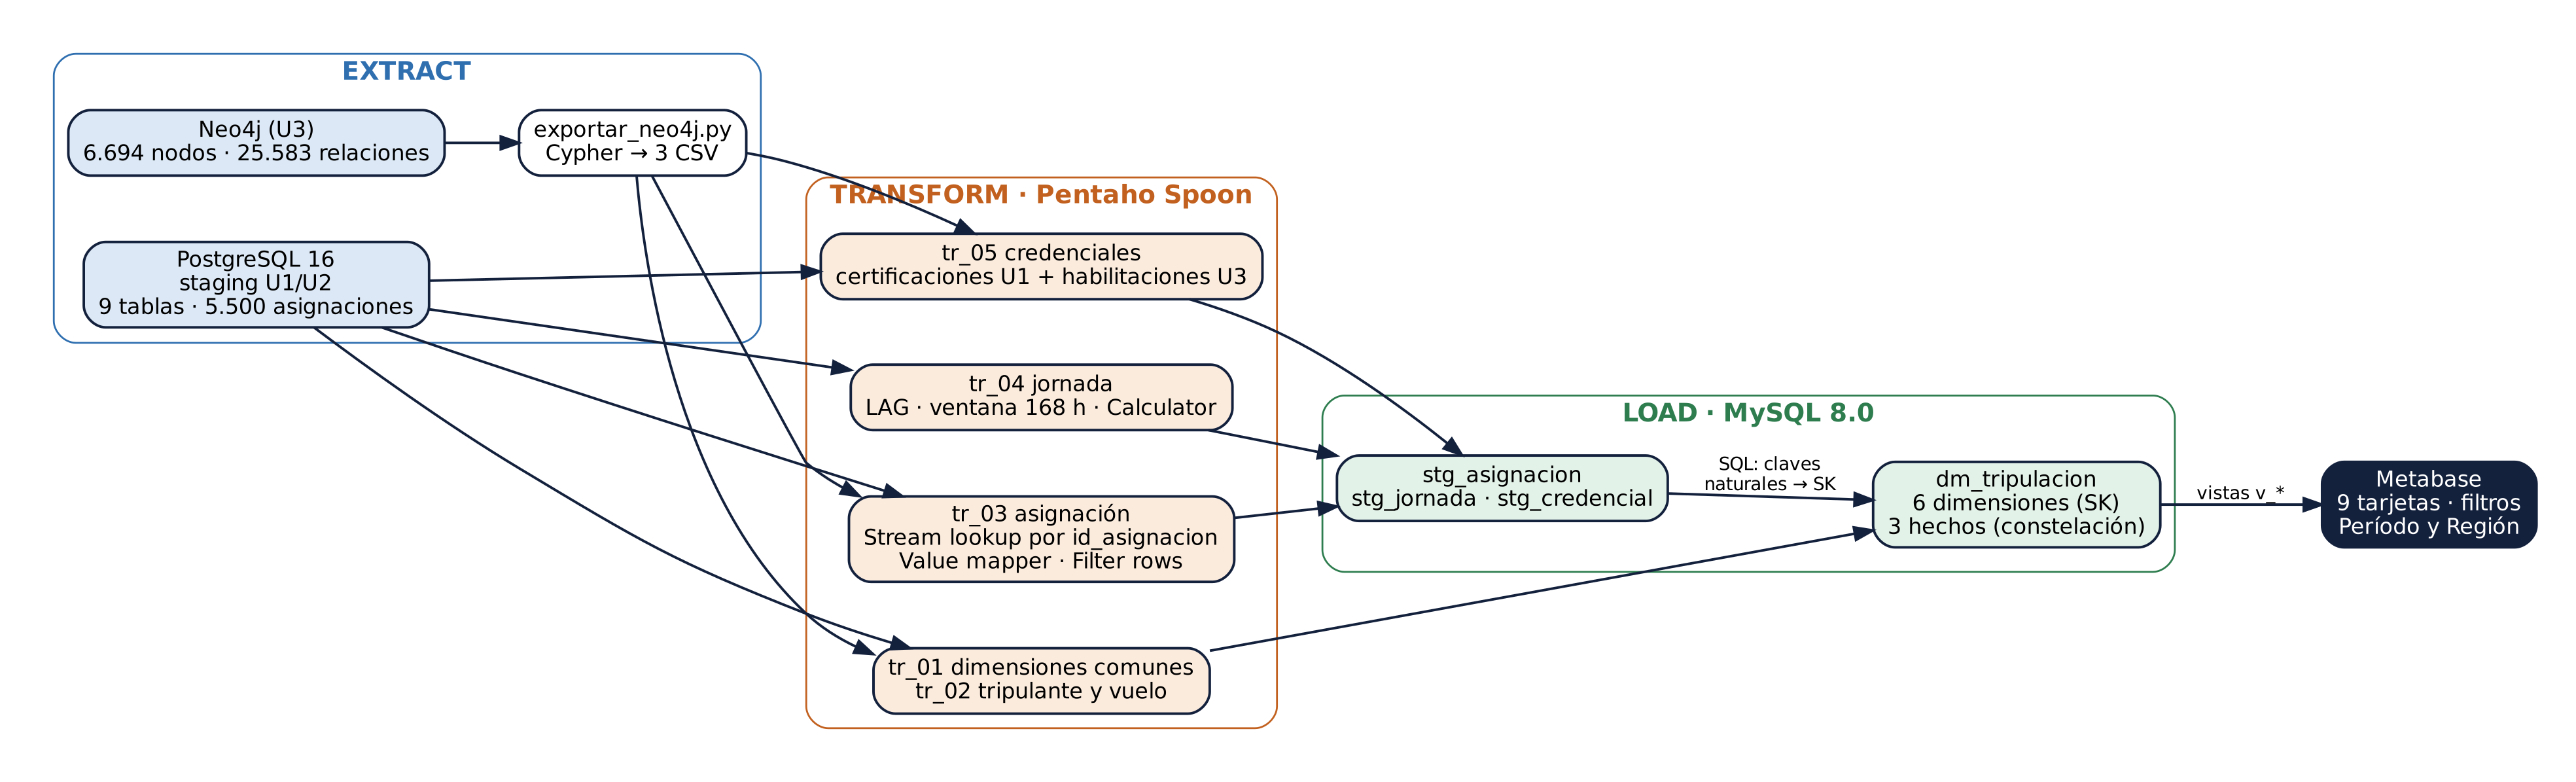 EXTRACT
Neo4j (U3)
6.694 nodos · 25.583 relaciones
exportar_neo4j.py
Cypher → 3 CSV
PostgreSQL 16
staging U1/U2
9 tablas · 5.500 asignaciones
TRANSFORM · Pentaho Spoon
tr_05 credenciales
certificaciones U1 + habilitaciones U3
tr_04 jornada
LAG · ventana 168 h · Calculator
tr_03 asignación
Stream lookup por id_asignacion
Value mapper · Filter rows
tr_01 dimensiones comunes
tr_02 tripulante y vuelo
LOAD · MySQL 8.0
stg_asignacion
stg_jornada · stg_credencial
SQL: claves
naturales → SK
dm_tripulacion
6 dimensiones (SK)
3 hechos (constelación)
vistas v_*
Metabase
9 tarjetas · filtros
Período y Región